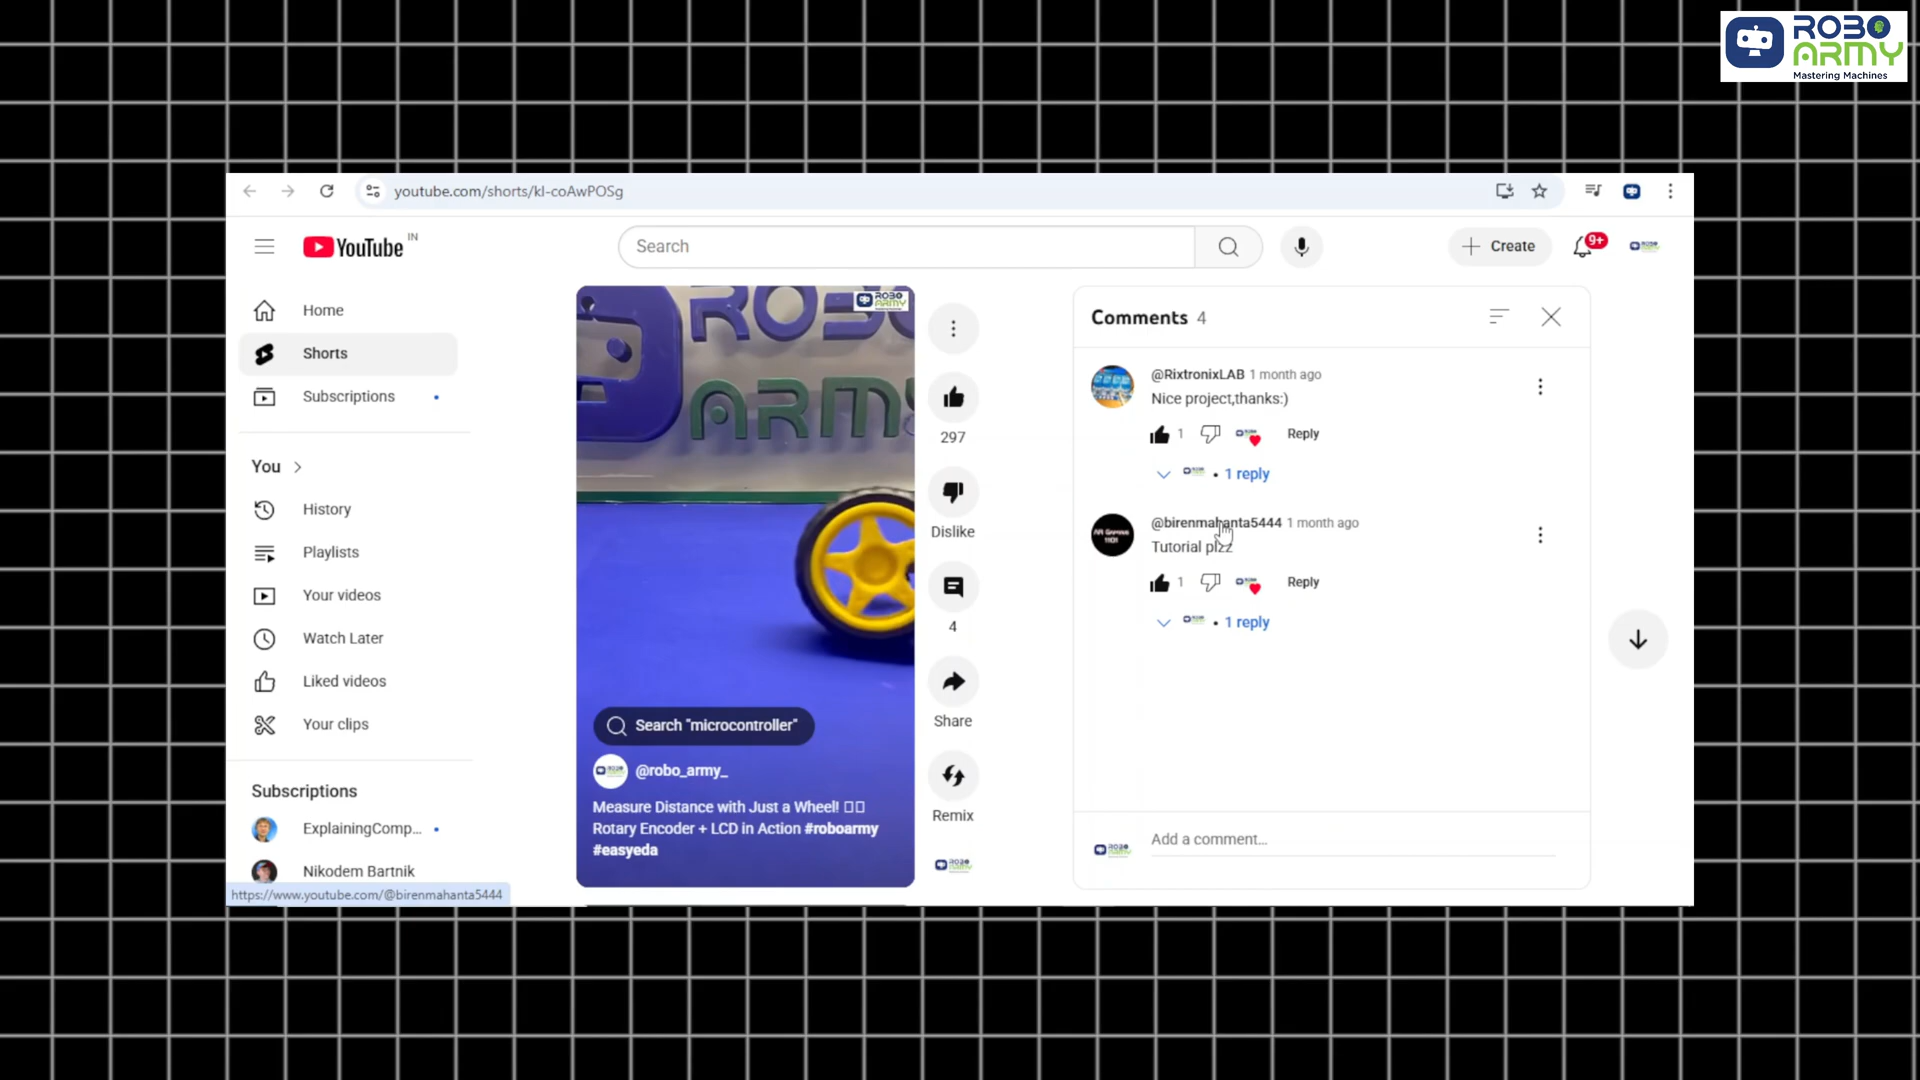 ROBO
ARMY
Mastering Machines
youtube.com/shorts/kl-coAwPOSg
YouTube IN
Search
Create
9+
Home
Shorts
Subscriptions
You
History
Playlists
Your videos
Watch Later
Liked videos
Your clips
Subscriptions
ExplainingComp...
Nikodem Bartnik
https://www.youtube.com/@birenmahanta5444
ROBO
ARMY
ROBO
ARMY
Search "microcontroller"
@robo_army_
Measure Distance with Just a Wheel!
Rotary Encoder + LCD in Action #roboarmy
#easyeda
297
Dislike
4
Share
Remix
Comments 4
@RixtronixLAB 1 month ago
Nice project,thanks:)
1 Reply
• 1 reply
@birenmahanta5444 1 month ago
Tutorial plzz
1 Reply
• 1 reply
Add a comment...